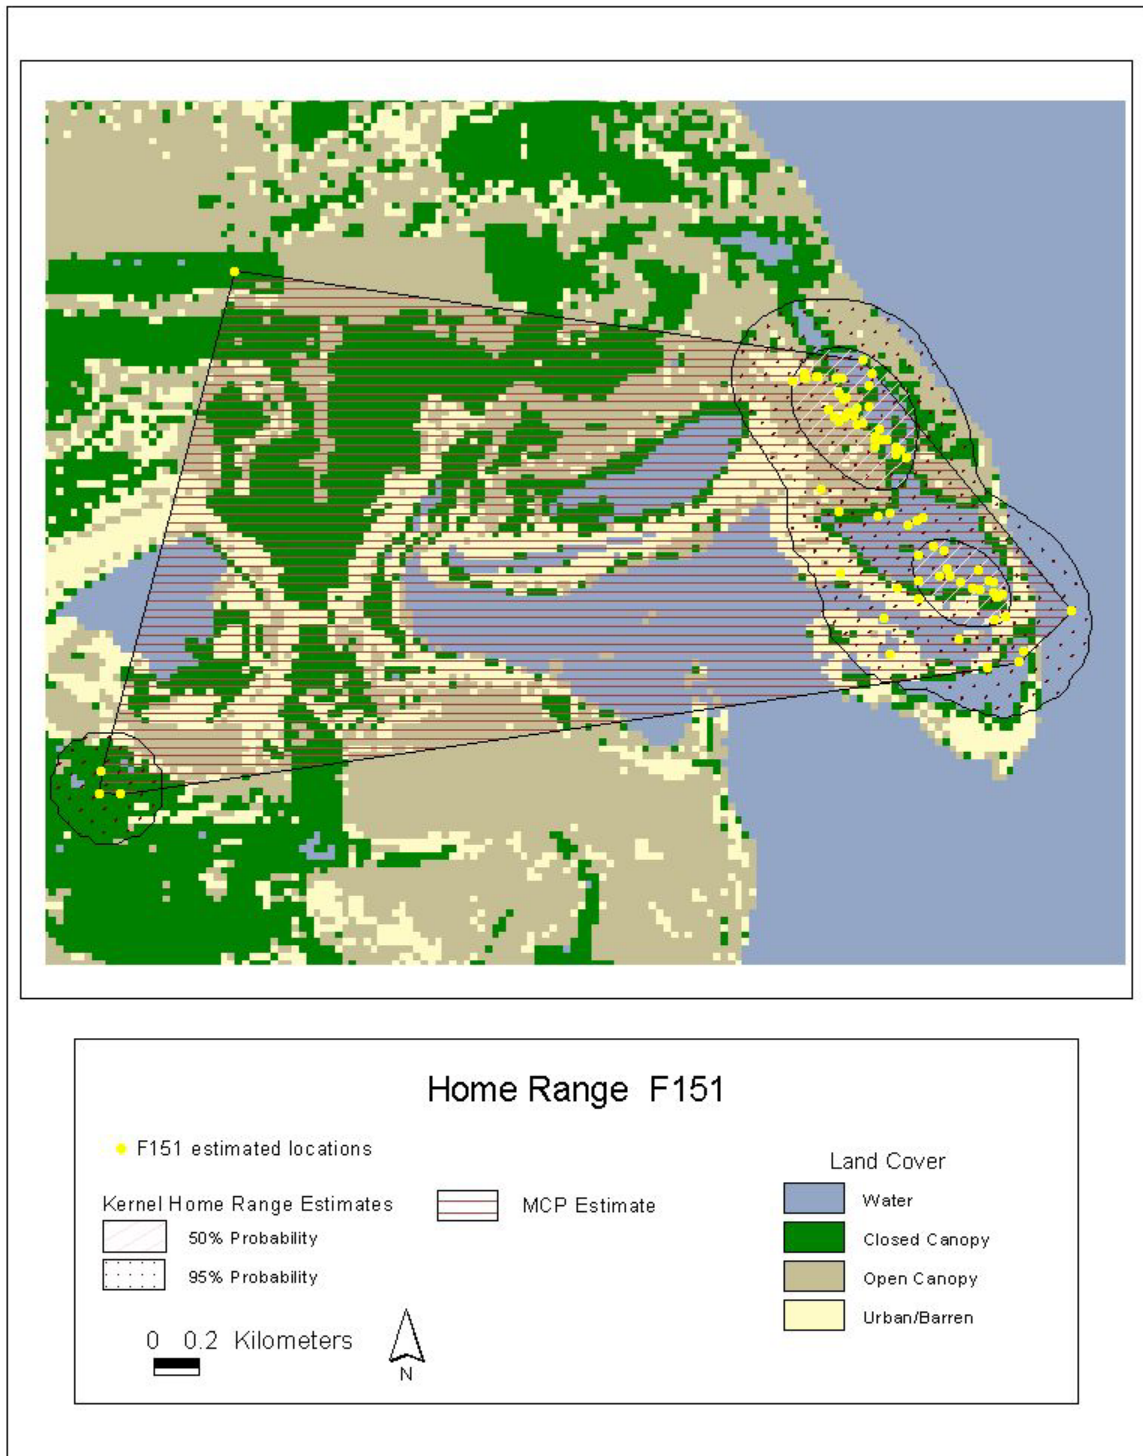 Home Range F151
F151 estimated locations
Kernel Home Range Estimates
50% Probability
95% Probability
MCP Estimate
0 0.2 Kilometers
N
Land Cover
Water
Closed Canopy
Open Canopy
Urban/Barren